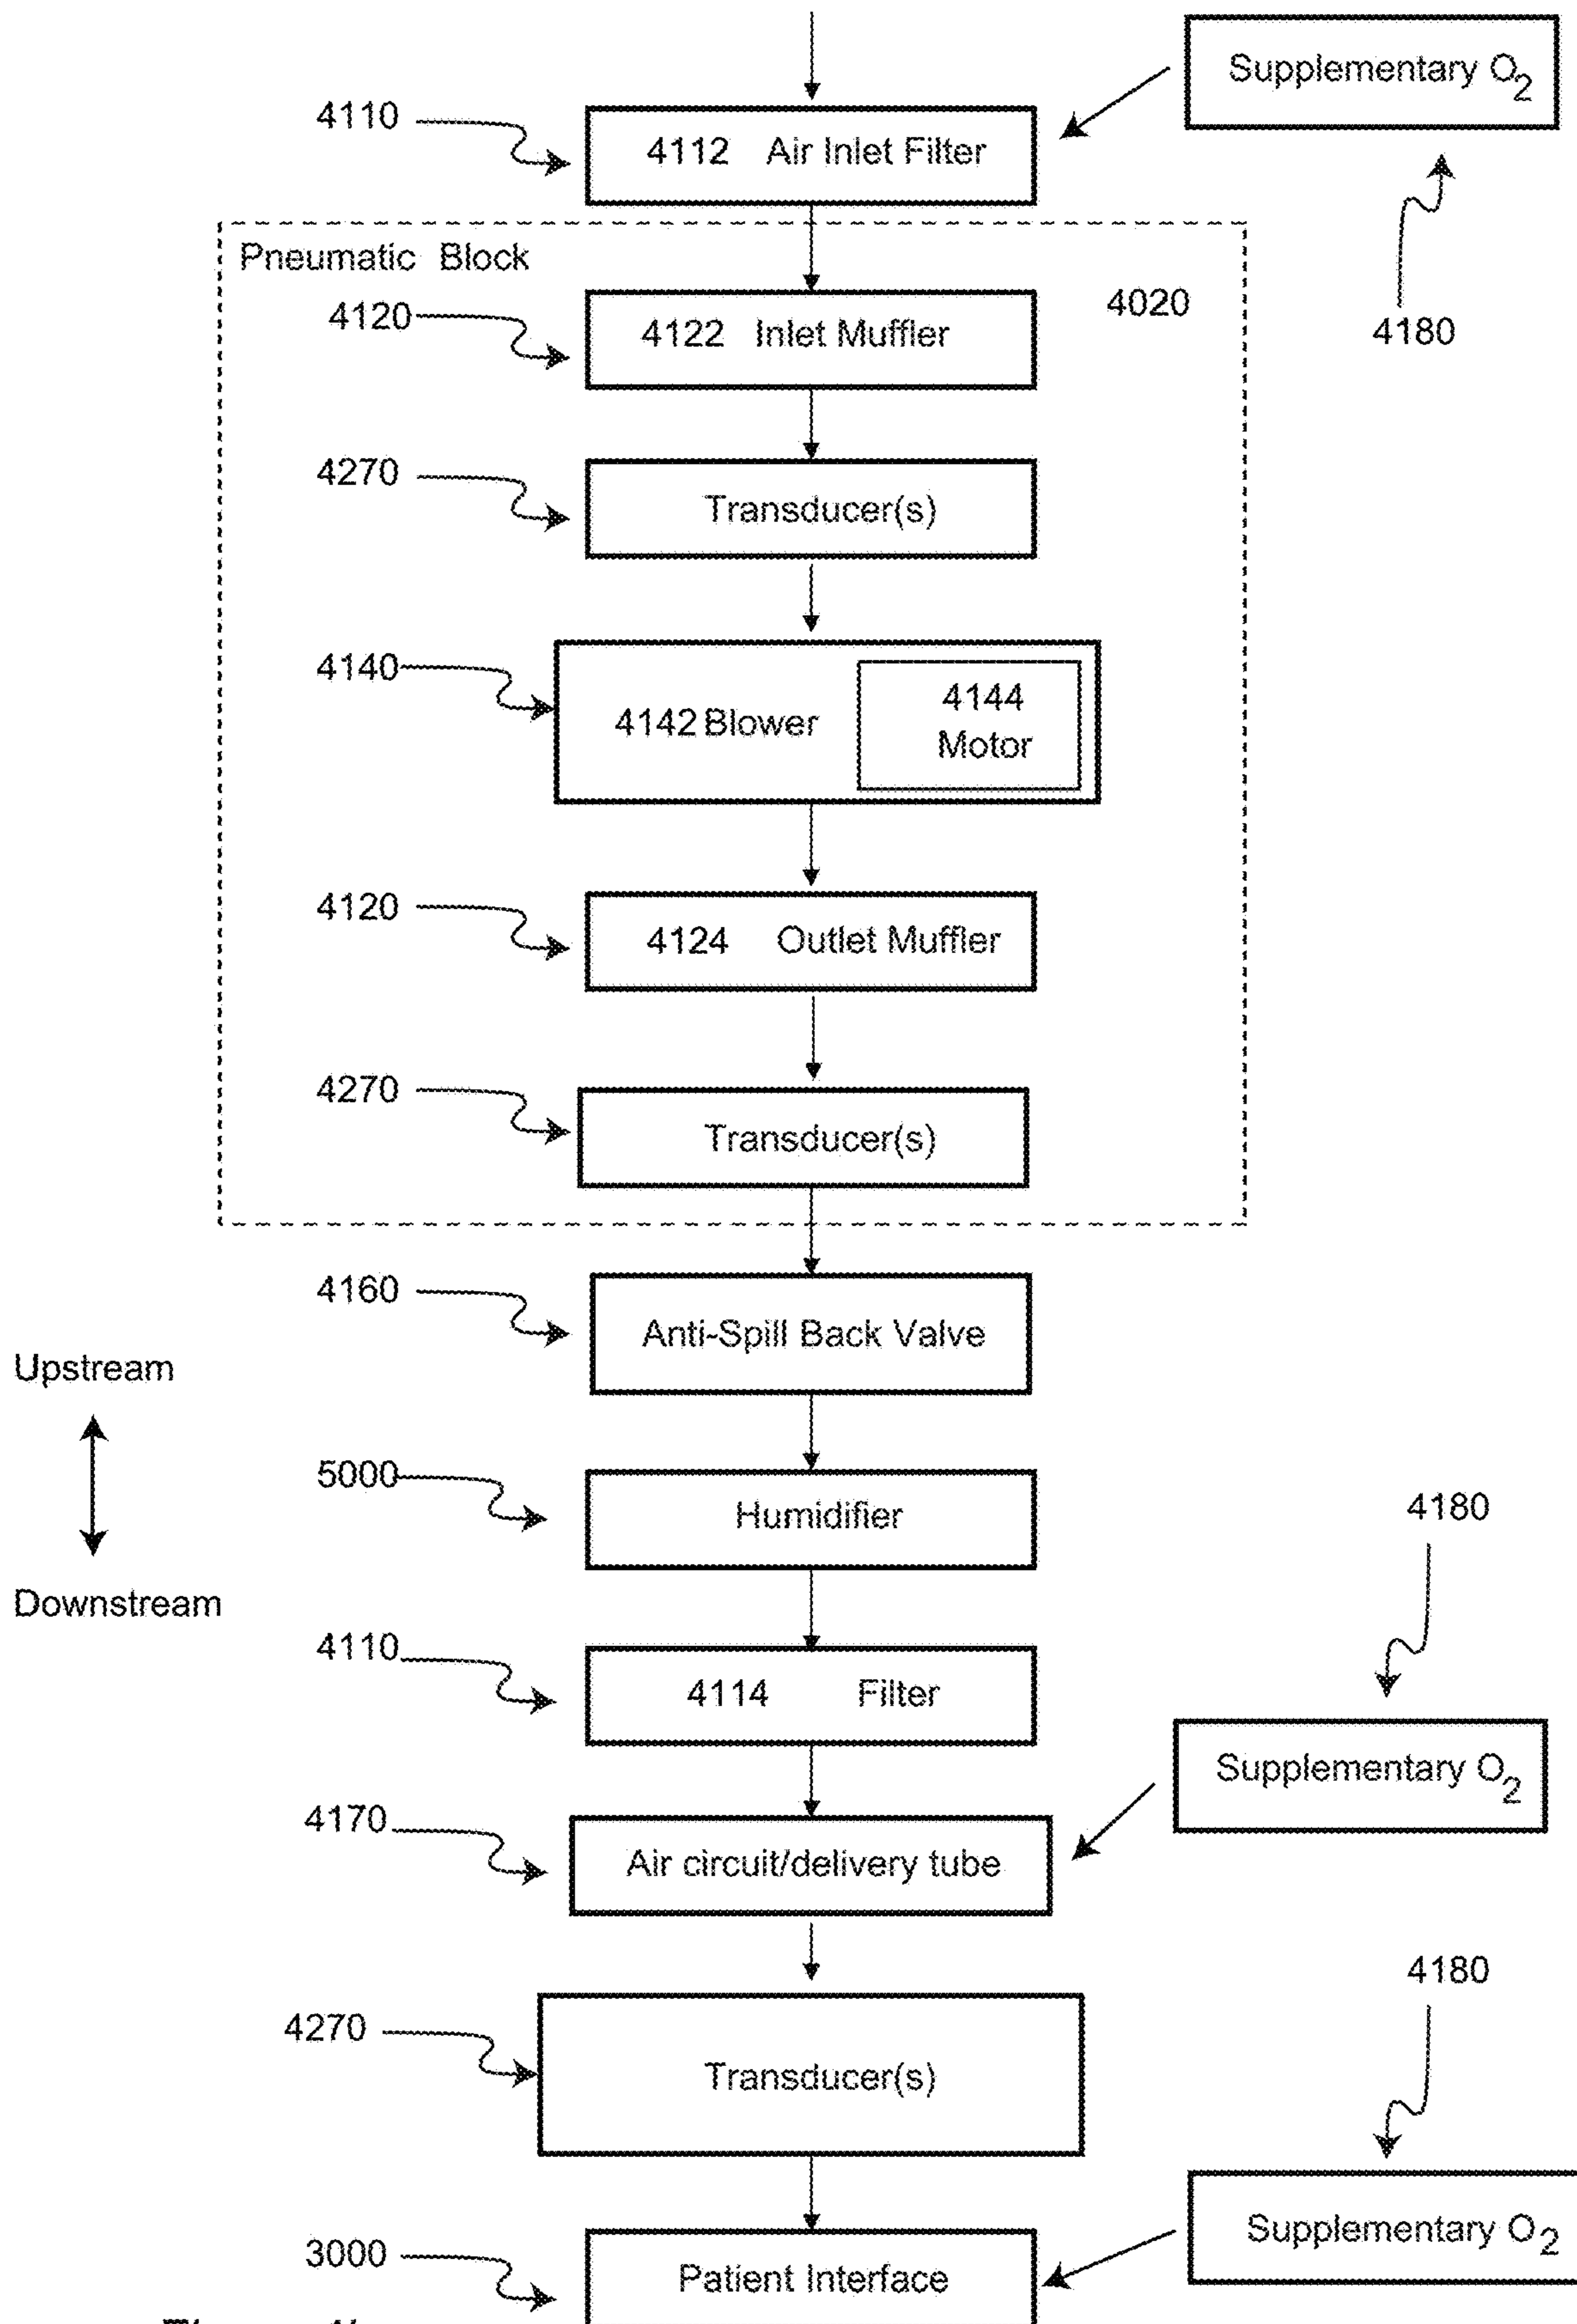 Supplementary O2
4110
4112 Air Inlet Filter
4180
Pneumatic Block
4020
4120
4122 Inlet Muffler
4270
Transducer(s)
4140
4142 Blower
4144
Motor
4120
4124 Outlet Muffler
4270
Transducer(s)
4160
Anti-Spill Back Valve
Upstream
Downstream
5000
Humidifier
4110
4114 Filter
4180
Supplementary O2
4170
Air circuit/delivery tube
4270
Transducer(s)
4180
Supplementary O2
3000
Patient Interface